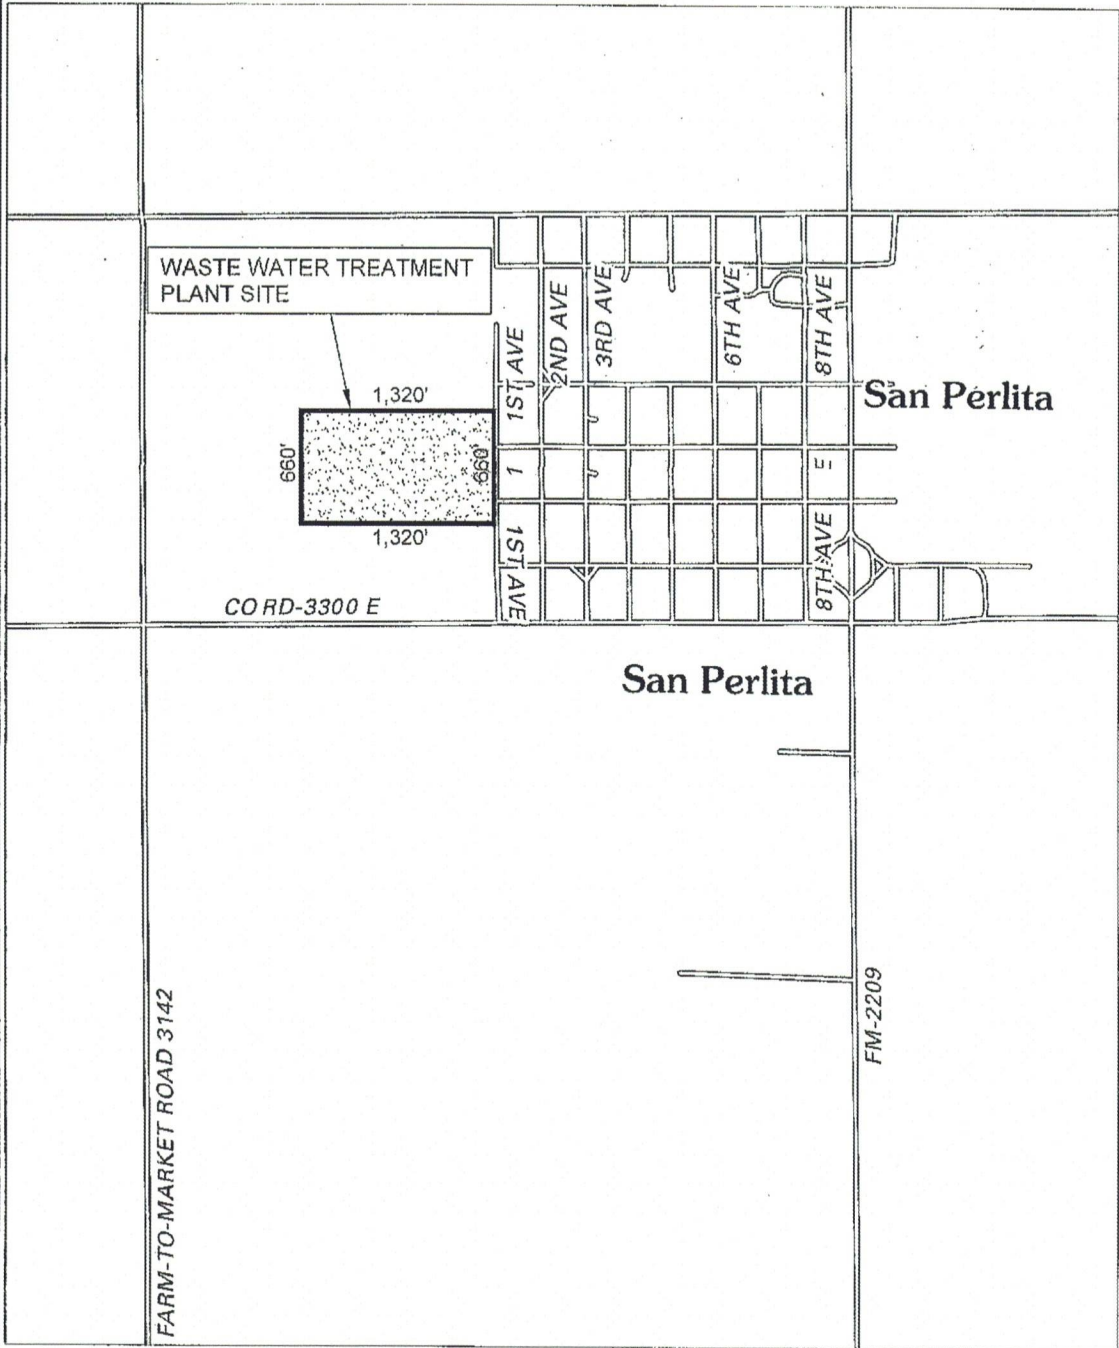 WASTE WATER TREATMENT
PLANT SITE
1,320'
660'
660'
1,320'
1ST AVE
2ND AVE
3RD AVE
6TH AVE
8TH AVE
San Perlita
1
E
1ST AVE
8TH AVE
CO RD-3300 E
San Perlita
FARM-TO-MARKET ROAD 3142
FM-2209